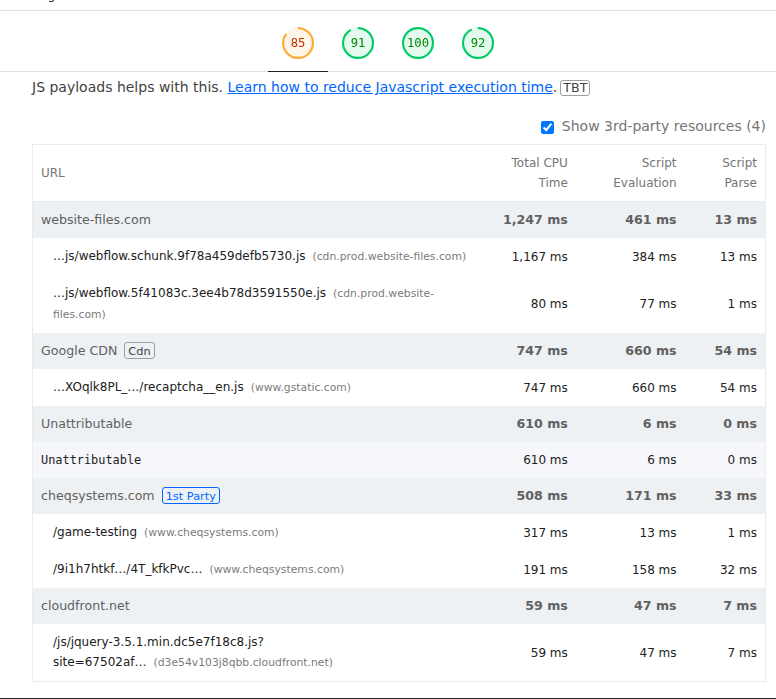 85 91 100 92
JS payloads helps with this. Learn how to reduce Javascript execution time. TBT
Show 3rd-party resources (4)
URL Total CPU Time Script Evaluation Script Parse
website-files.com 1,247 ms 461 ms 13 ms
…js/webflow.schunk.9f78a459defb5730.js (cdn.prod.website-files.com) 1,167 ms 384 ms 13 ms
…js/webflow.5f41083c.3ee4b78d3591550e.js (cdn.prod.website-
files.com) 80 ms 77 ms 1 ms
Google CDN Cdn 747 ms 660 ms 54 ms
…XOqlk8PL_…/recaptcha__en.js (www.gstatic.com) 747 ms 660 ms 54 ms
Unattributable 610 ms 6 ms 0 ms
Unattributable 610 ms 6 ms 0 ms
cheqsystems.com 1st Party 508 ms 171 ms 33 ms
/game-testing (www.cheqsystems.com) 317 ms 13 ms 1 ms
/9i1h7htkf…/4T_kfkPvc… (www.cheqsystems.com) 191 ms 158 ms 32 ms
cloudfront.net 59 ms 47 ms 7 ms
/js/jquery-3.5.1.min.dc5e7f18c8.js?
site=67502af… (d3e54v103j8qbb.cloudfront.net) 59 ms 47 ms 7 ms